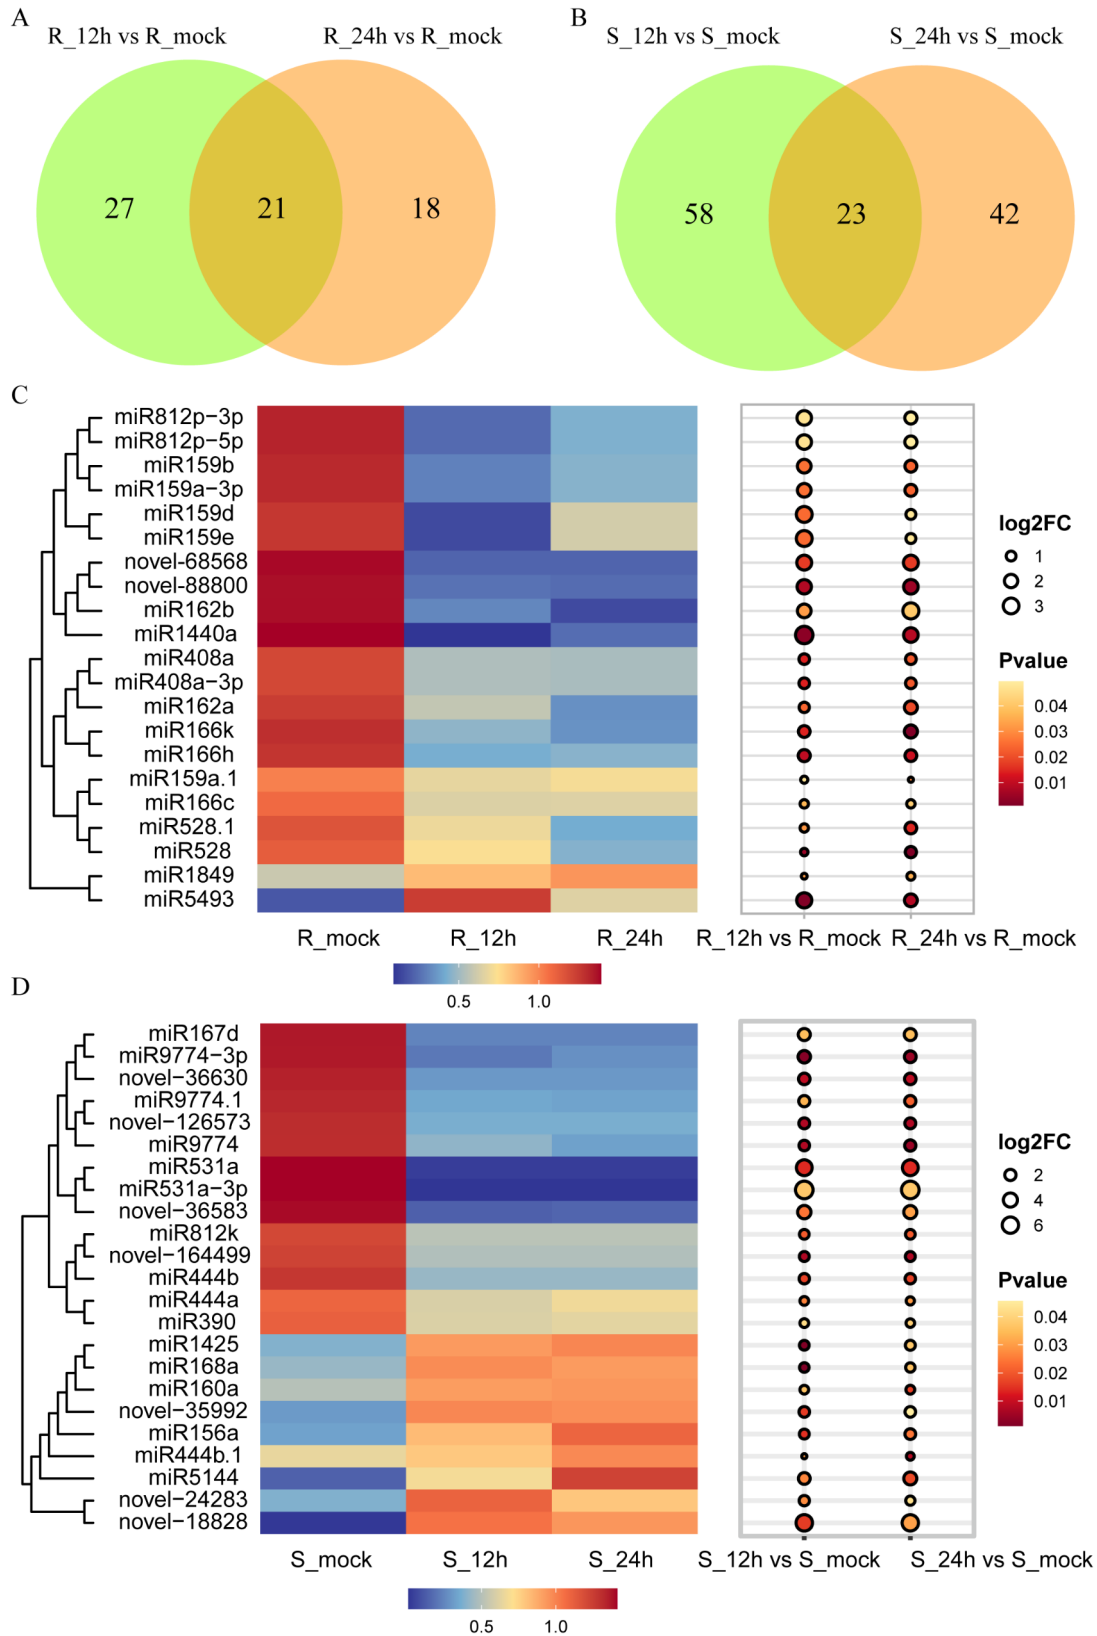 A
B
R_12h vs R_mock
R_24h vs R_mock
S_12h vs S_mock
S_24h vs S_mock
27
21
18
58
23
42
C
miR812p−3p
miR812p−5p
miR159b
miR159a−3p
miR159d
miR159e
novel-68568
novel-88800
miR162b
miR1440a
miR408a
miR408a−3p
miR162a
miR166k
miR166h
miR159a.1
miR166c
miR528.1
miR528
miR1849
miR5493
R_mock
R_12h
R_24h
R_12h vs R_mock
R_24h vs R_mock
0.5
1.0
log2FC
1
2
3
Pvalue
0.04
0.03
0.02
0.01
D
miR167d
miR9774−3p
novel−36630
miR9774.1
novel−126573
miR9774
miR531a
miR531a−3p
novel−36583
miR812k
novel−164499
miR444b
miR444a
miR390
miR1425
miR168a
miR160a
novel−35992
miR156a
miR444b.1
miR5144
novel−24283
novel−18828
S_mock
S_12h
S_24h
S_12h vs S_mock
S_24h vs S_mock
0.5
1.0
log2FC
2
4
6
Pvalue
0.04
0.03
0.02
0.01